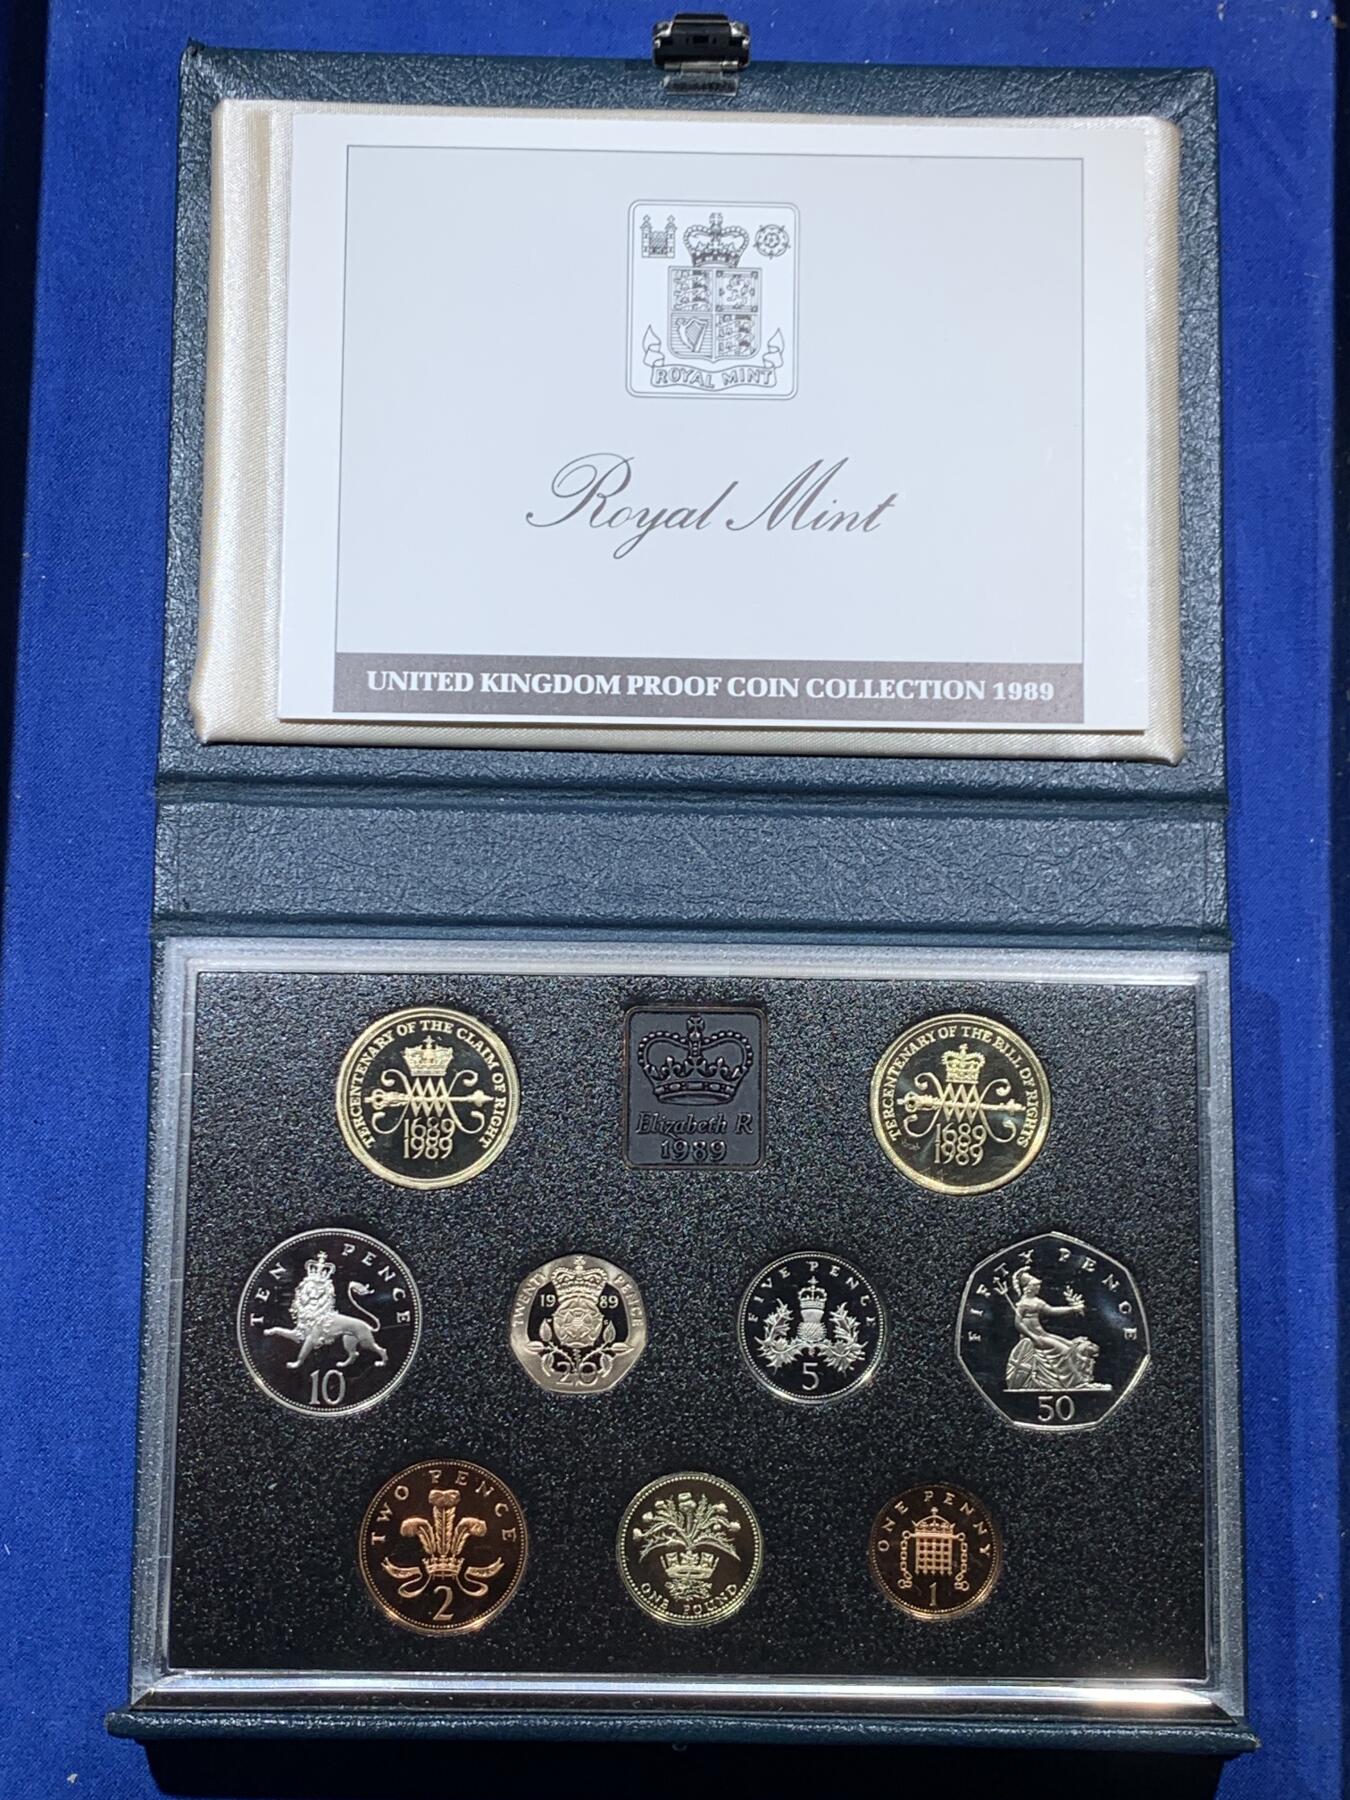 ROYAL MINT
Royal Mint
UNITED KINGDOM PROOF COIN COLLECTION 1989
TERCENTENARY OF THE CLAIM OF RIGHT
1689
1989
Elizabeth R
1989
TERCENTENARY OF THE BILL OF RIGHTS
1689
1989
TEN PENCE
10
TWENTY PENCE
19 89
20
FIVE PENCE
5
FIFTY PENCE
50
TWO PENCE
2
ONE POUND
ONE PENNY
1